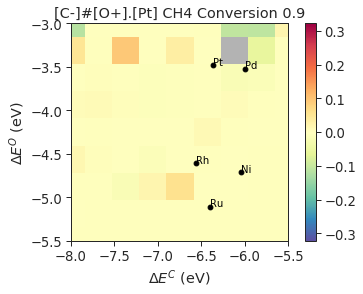 [C-]#[O+].[Pt] CH4 Conversion 0.9
−3.0
−3.5
−4.0
−4.5
−5.0
−5.5
ΔE^O (eV)
Pt
Pd
Rh
Ni
Ru
−8.0 −7.5 −7.0 −6.5 −6.0 −5.5
ΔE^C (eV)
0.3
0.2
0.1
0.0
−0.1
−0.2
−0.3